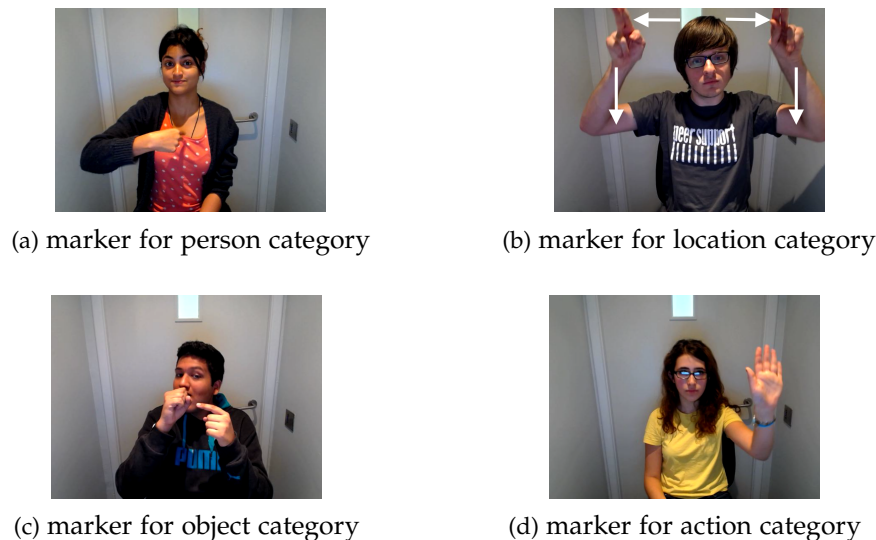 peer support
(a) marker for person category
(b) marker for location category
PUMA
(c) marker for object category
(d) marker for action category